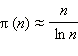 π (n) ≈ n / ln n